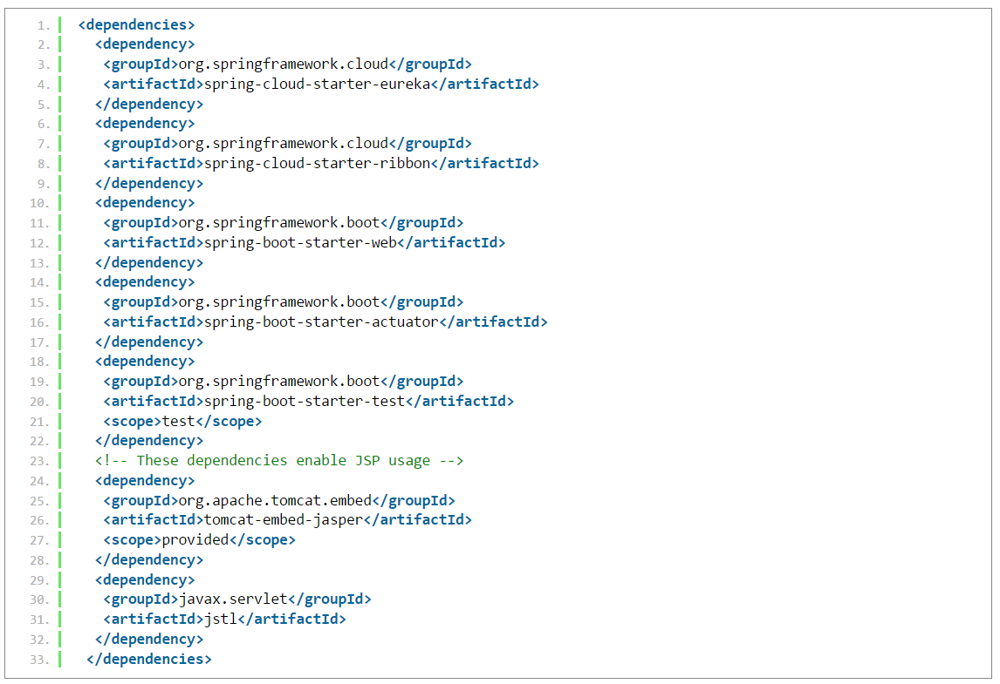 1. <dependencies>
2. <dependency>
3. <groupId>org.springframework.cloud</groupId>
4. <artifactId>spring-cloud-starter-eureka</artifactId>
5. </dependency>
6. <dependency>
7. <groupId>org.springframework.cloud</groupId>
8. <artifactId>spring-cloud-starter-ribbon</artifactId>
9. </dependency>
10. <dependency>
11. <groupId>org.springframework.boot</groupId>
12. <artifactId>spring-boot-starter-web</artifactId>
13. </dependency>
14. <dependency>
15. <groupId>org.springframework.boot</groupId>
16. <artifactId>spring-boot-starter-actuator</artifactId>
17. </dependency>
18. <dependency>
19. <groupId>org.springframework.boot</groupId>
20. <artifactId>spring-boot-starter-test</artifactId>
21. <scope>test</scope>
22. </dependency>
23. <!-- These dependencies enable JSP usage -->
24. <dependency>
25. <groupId>org.apache.tomcat.embed</groupId>
26. <artifactId>tomcat-embed-jasper</artifactId>
27. <scope>provided</scope>
28. </dependency>
29. <dependency>
30. <groupId>javax.servlet</groupId>
31. <artifactId>jstl</artifactId>
32. </dependency>
33. </dependencies>